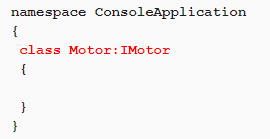 namespace ConsoleApplication
{
class Motor:IMotor
{
}
}